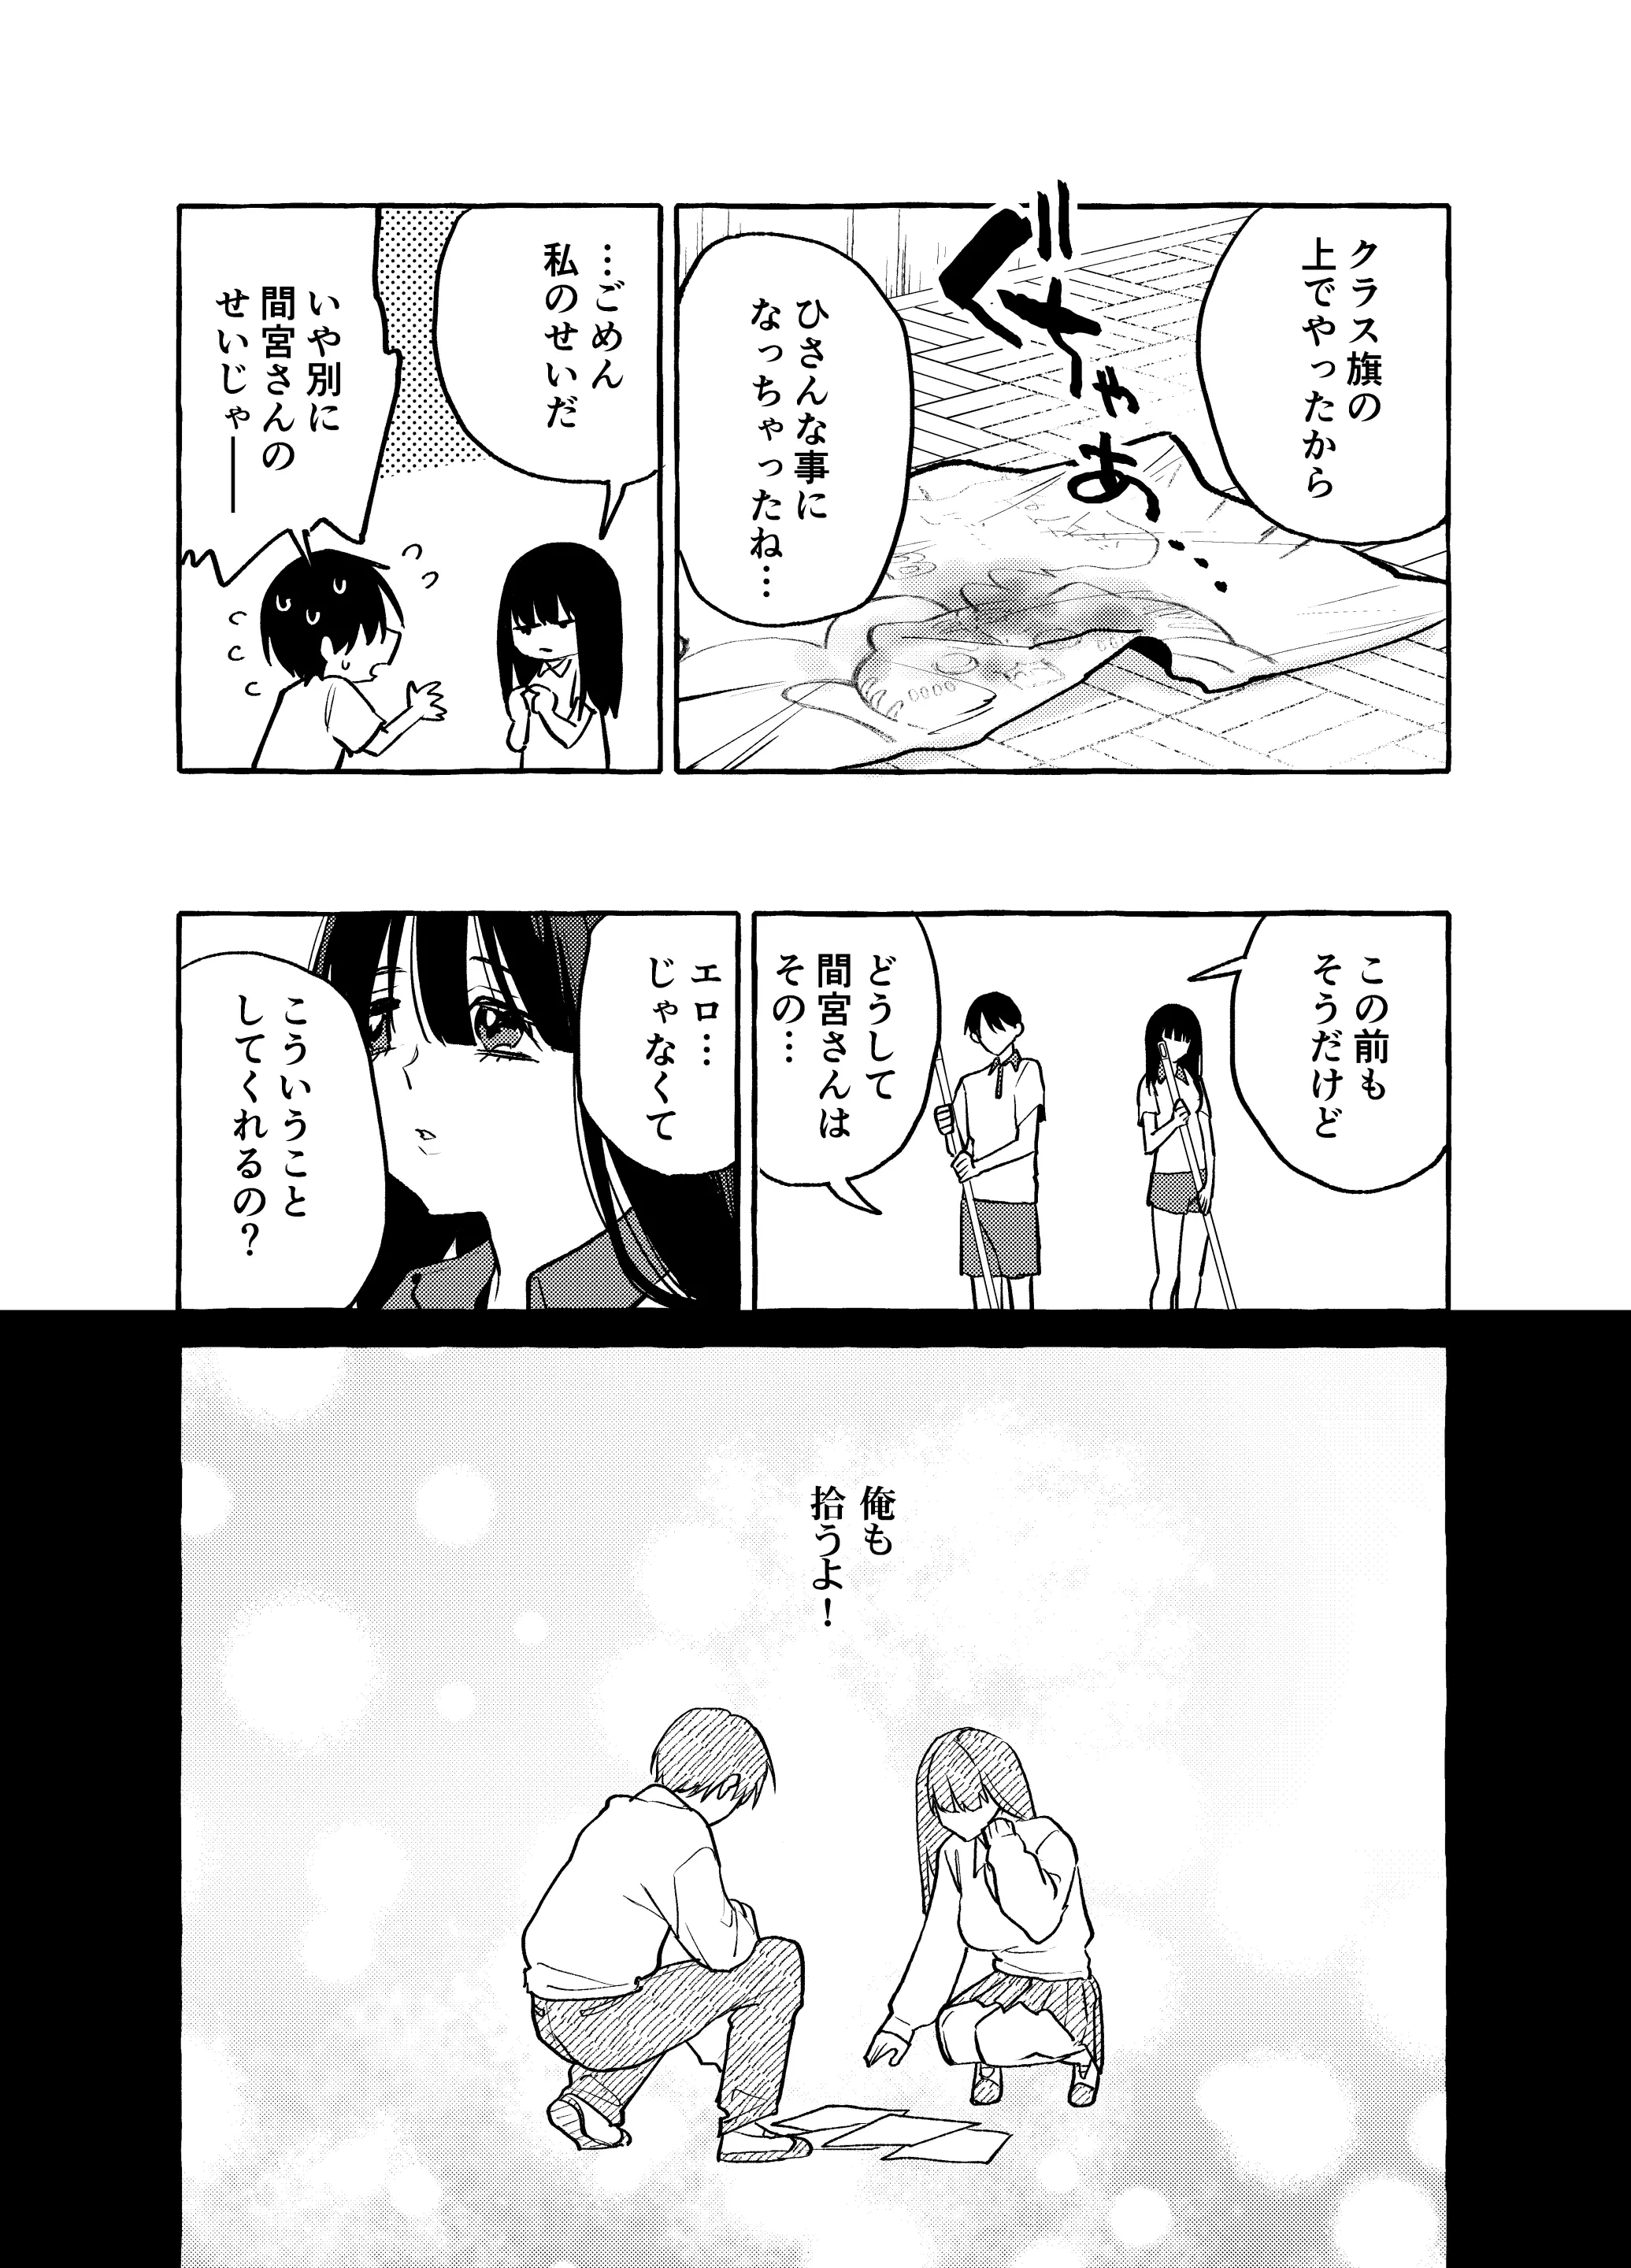 クラス旗の
上でやったから
ぐちゃあ…
ひさんな事に
なっちゃったね…
…ごめん
私のせいだ
いや別に
間宮さんの
せいじゃ――
この前も
そうだけど
どうして
間宮さんは
その…
エロ…
じゃなくて
こういうこと
してくれるの？
俺も
拾うよ！